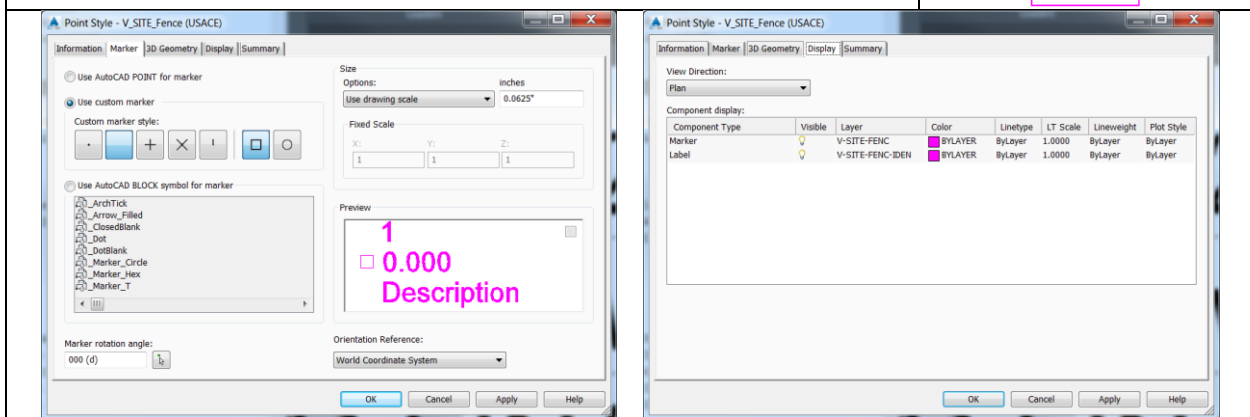 Point Style - V_SITE_Fence (USACE)
Information Marker 3D Geometry Display Summary
Use AutoCAD POINT for marker
Use custom marker
Custom marker style:
Use AutoCAD BLOCK symbol for marker
_ArchTick
_Arrow_Filled
_ClosedBlank
_Dot
_DotBlank
_Marker_Circle
_Marker_Hex
_Marker_T
Marker rotation angle:
000 (d)
Size
Options: inches
Use drawing scale 0.0625"
Fixed Scale
X: Y: Z:
1 1 1
Preview
1
0.000
Description
Orientation Reference:
World Coordinate System
OK Cancel Apply Help
Point Style - V_SITE_Fence (USACE)
Information Marker 3D Geometry Display Summary
View Direction:
Plan
Component display:
Component Type Visible Layer Color Linetype LT Scale Lineweight Plot Style
Marker V-SITE-FENC BYLAYER ByLayer 1.0000 ByLayer ByLayer
Label V-SITE-FENC-IDEN BYLAYER ByLayer 1.0000 ByLayer ByLayer
OK Cancel Apply Help